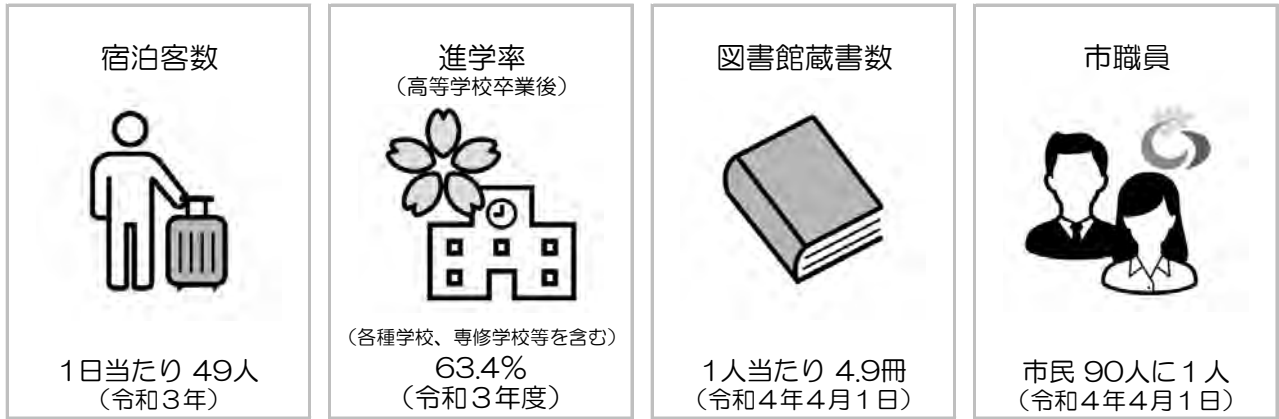 宿泊客数
1日当たり 49人
（令和３年）
進学率
（高等学校卒業後）
（各種学校、専修学校等を含む）
63.4%
（令和３年度）
図書館蔵書数
1人当たり 4.9冊
（令和４年４月１日）
市職員
市民 90人に１人
（令和４年４月１日）